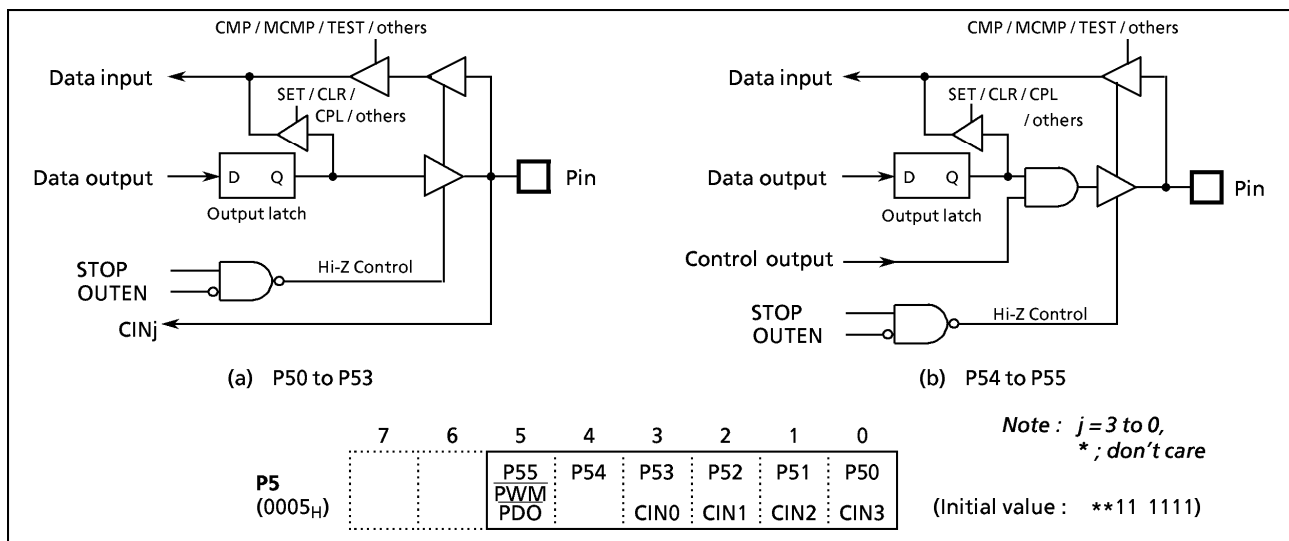 CMP / MCMP / TEST / others
Data input
SET / CLR /
CPL / others
Data output
D Q
Output latch
Pin
STOP
OUTEN
Hi-Z Control
CINj
(a) P50 to P53
CMP / MCMP / TEST / others
Data input
SET / CLR / CPL
/ others
Data output
D Q
Output latch
Pin
Control output
STOP
OUTEN
Hi-Z Control
(b) P54 to P55
Note : j = 3 to 0,
* ; don't care
7 6 5 4 3 2 1 0
P5
(0005H)
P55 P54 P53 P52 P51 P50
PWM
PDO CIN0 CIN1 CIN2 CIN3
(Initial value : **11 1111)